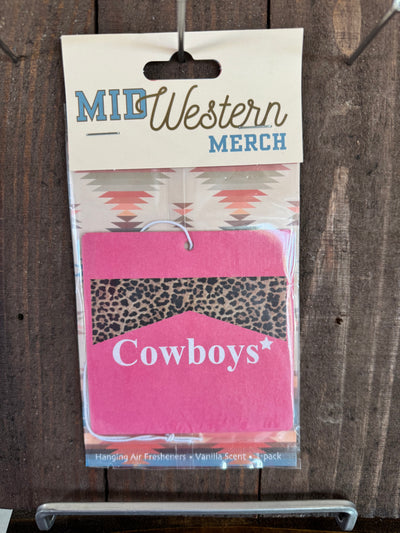 MID Western
MERCH
Cowboys
Hanging Air Fresheners • Vanilla Scent • 1-pack